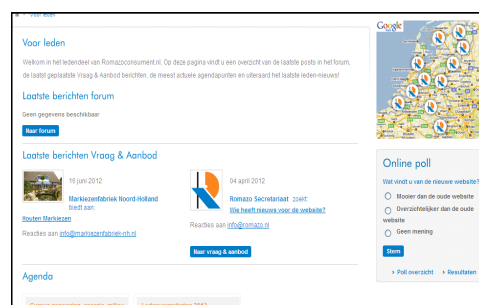 Voor leden
Voor leden
Welkom in het ledendeel van Romazoconsument.nl. Op deze pagina vindt u een overzicht van de laatste posts in het forum,
de laatst geplaatste Vraag & Aanbod berichten, de meest actuele agendapunten en uiteraard het laatste leden-nieuws!
Laatste berichten forum
Geen gegevens beschikbaar
Naar forum
Laatste berichten Vraag & Aanbod
16 juni 2012
Markiezenfabriek Noord-Holland
biedt aan:
Houten Markiezen
Reacties aan info@markiezenfabriek-nh.nl
04 april 2012
Romazo Secretariaat zoekt:
Wie heeft nieuws voor de website?
Reacties aan info@romazo.nl
Naar vraag & aanbod
Agenda
Google
Online poll
Wat vindt u van de nieuwe website?
Mooier dan de oude website
Overzichtelijker dan de oude
website
Geen mening
Stem
Poll overzicht
Resultaten